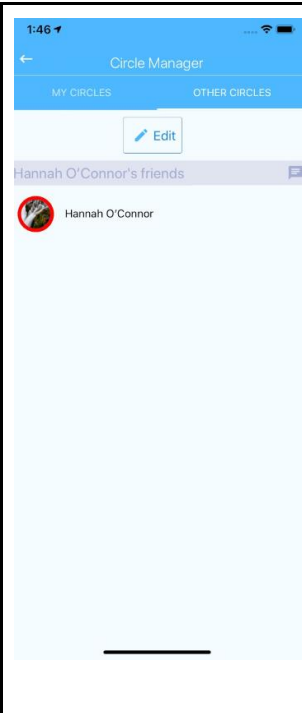 1:46
Circle Manager
MY CIRCLES OTHER CIRCLES
Edit
Hannah O'Connor's friends
Hannah O'Connor